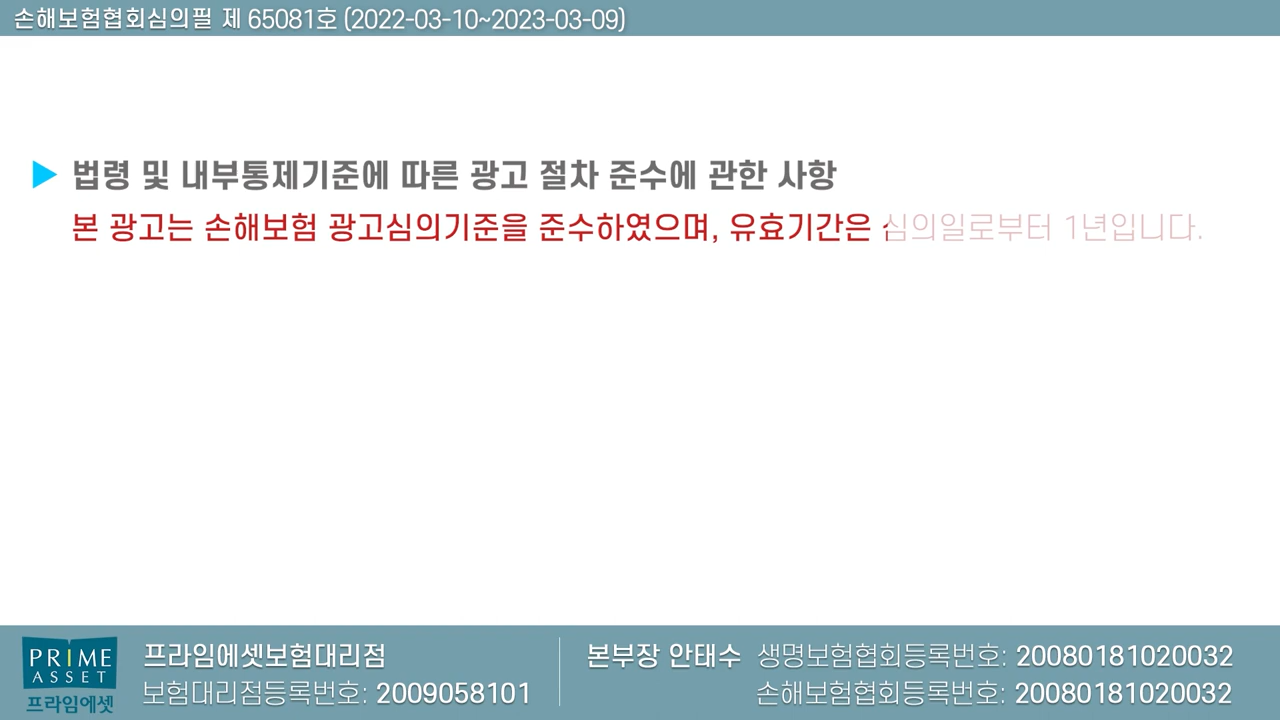 손해보험협회심의필 제 65081호 (2022-03-10~2023-03-09)
▶ 법령 및 내부통제기준에 따른 광고 절차 준수에 관한 사항
본 광고는 손해보험 광고심의기준을 준수하였으며, 유효기간은 심의일로부터 1년입니다.
PRIME
ASSET
프라임에셋
프라임에셋보험대리점
보험대리점등록번호: 2009058101
본부장 안태수 생명보험협회등록번호: 20080181020032
손해보험협회등록번호: 20080181020032